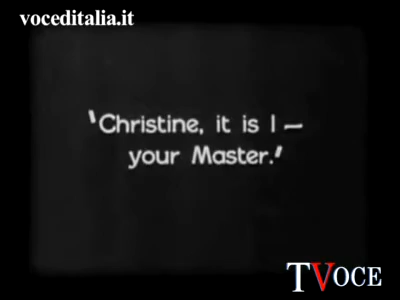 voceditalia.it
'Christine, it is I —
your Master.'
TVOCE